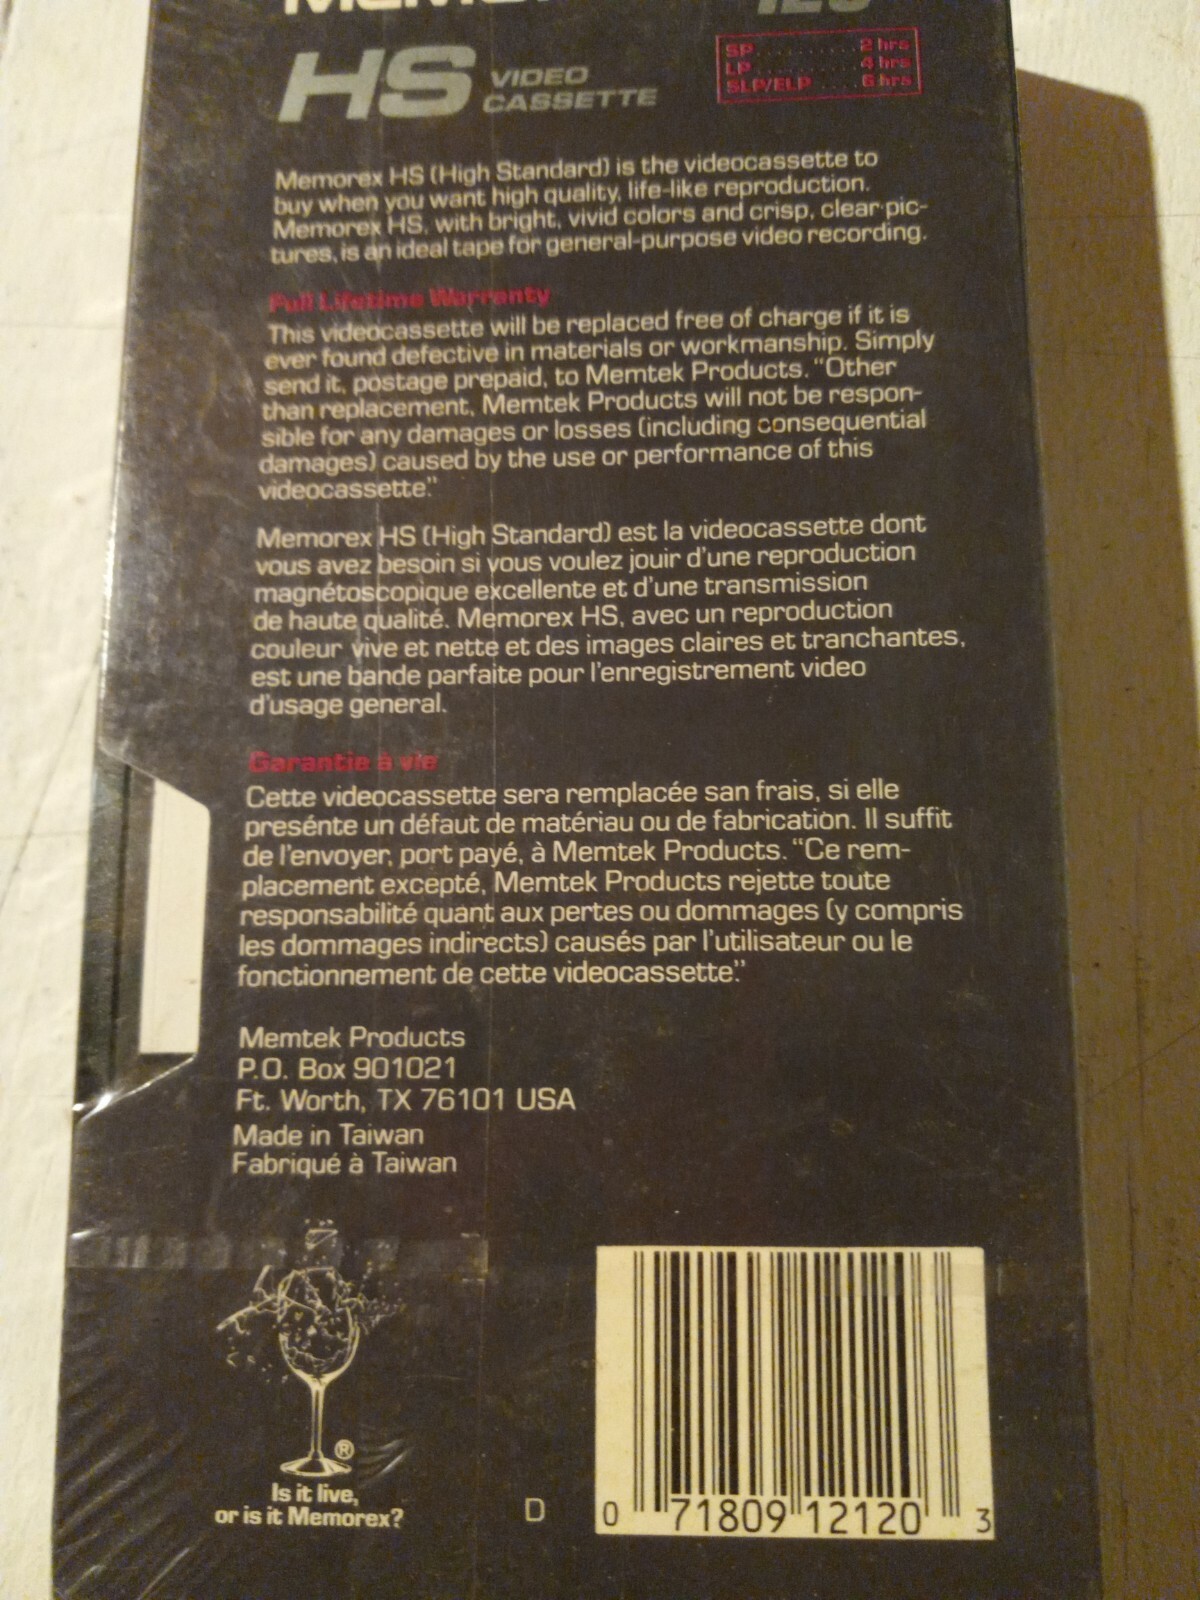 MEMOREX
120
HS VIDEO
CASSETTE
SP..........2 hrs
LP..........4 hrs
SLP/ELP ....6 hrs
Memorex HS (High Standard) is the videocassette to
buy when you want high quality, life-like reproduction.
Memorex HS, with bright, vivid colors and crisp, clear pic-
tures, is an ideal tape for general-purpose video recording.
Full Lifetime Warranty
This videocassette will be replaced free of charge if it is
ever found defective in materials or workmanship. Simply
send it, postage prepaid, to Memtek Products. “Other
than replacement, Memtek Products will not be respon-
sible for any damages or losses (including consequential
damages) caused by the use or performance of this
videocassette.”
Memorex HS (High Standard) est la videocassette dont
vous avez besoin si vous voulez jouir d'une reproduction
magnétoscopique excellente et d'une transmission
de haute qualité. Memorex HS, avec un reproduction
couleur vive et nette et des images claires et tranchantes,
est une bande parfaite pour l'enregistrement video
d'usage general.
Garantie à vie
Cette videocassette sera remplacée san frais, si elle
presénte un défaut de matériau ou de fabrication. Il suffit
de l'envoyer, port payé, à Memtek Products. “Ce rem-
placement excepté, Memtek Products rejette toute
responsabilité quant aux pertes ou dommages (y compris
les dommages indirects) causés par l'utilisateur ou le
fonctionnement de cette videocassette.”
Memtek Products
P.O. Box 901021
Ft. Worth, TX 76101 USA
Made in Taiwan
Fabriqué à Taiwan
®
Is it live,
or is it Memorex?
D
0 71809 12120 3